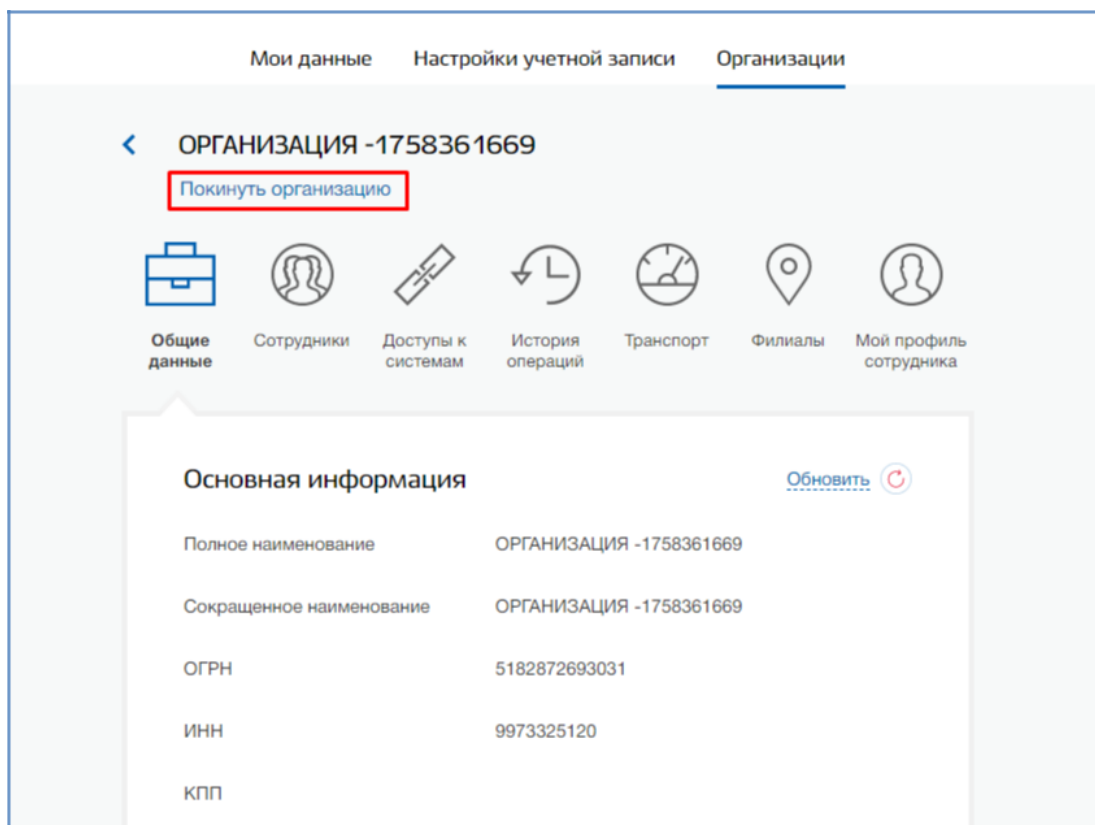 Мои данные Настройки учетной записи Организации
ОРГАНИЗАЦИЯ -1758361669
Покинуть организацию
Общие данные
Сотрудники
Доступы к системам
История операций
Транспорт
Филиалы
Мой профиль сотрудника
Основная информация Обновить
Полное наименование ОРГАНИЗАЦИЯ -1758361669
Сокращенное наименование ОРГАНИЗАЦИЯ -1758361669
ОГРН 5182872693031
ИНН 9973325120
КПП